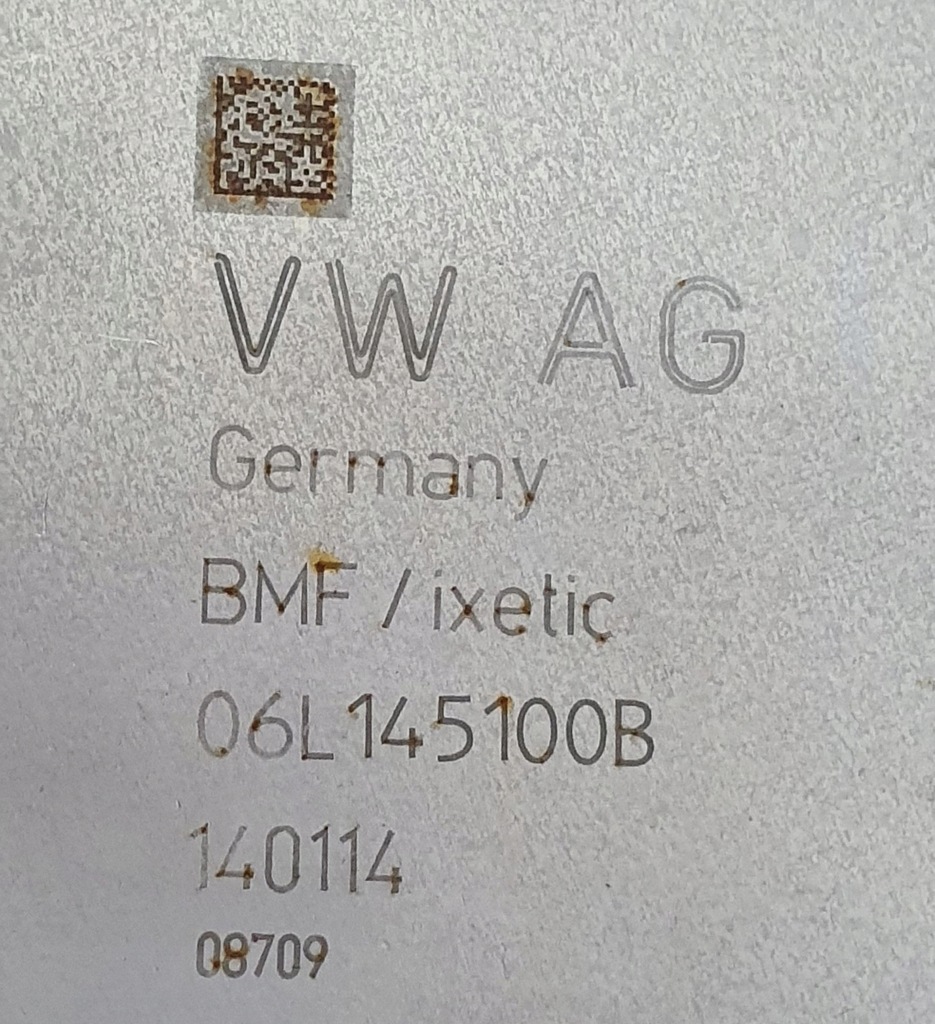 VW AG
Germany
BMF / ixetic
06L145100B
140114
08709